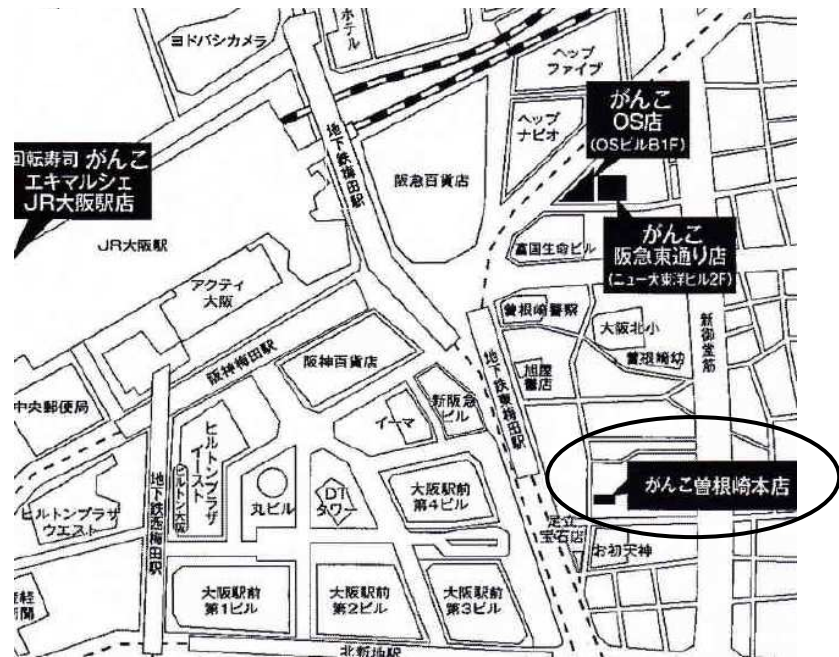 ヨドバシカメラ
ホテル
ヘップ
ファイブ
ヘップ
ナビオ
がんこ
OS店
(OSビルB1F)
回転寿司 がんこ
エキマルシェ
JR大阪駅店
地下鉄梅田駅
阪急百貨店
がんこ
阪急東通り店
(ニュー大東洋ビル2F)
JR大阪駅
富国生命ビル
アクティ
大阪
曽根崎警察
大阪北小
曽根崎幼
新御堂筋
阪神梅田駅
阪神百貨店
地下鉄東梅田駅
旭屋
書店
中央郵便局
イーマ
新阪急
ビル
ヒルトンプラザ
イースト
ヒルトン大阪
地下鉄西梅田駅
丸ビル
DT
タワー
大阪駅前
第4ビル
がんこ曽根崎本店
ヒルトンプラザ
ウエスト
足立
宝石店
お初天神
大阪駅前
第1ビル
大阪駅前
第2ビル
大阪駅前
第3ビル
北新地駅